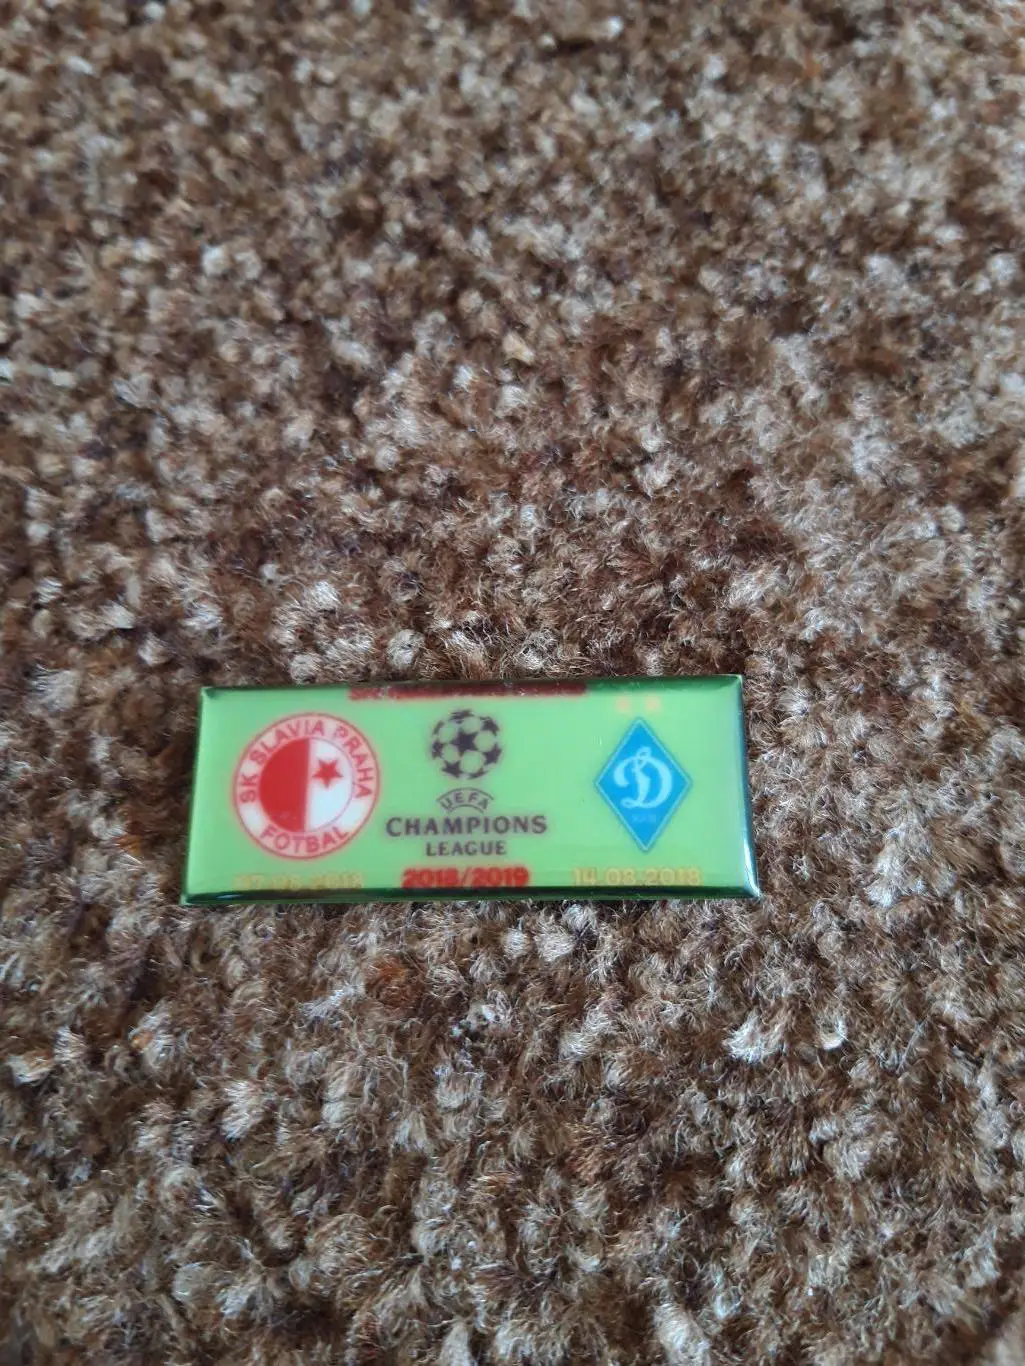 SK SLAVIA PRAHA
FOTBAL
UEFA
CHAMPIONS
LEAGUE
2018/2019
14-08-2018